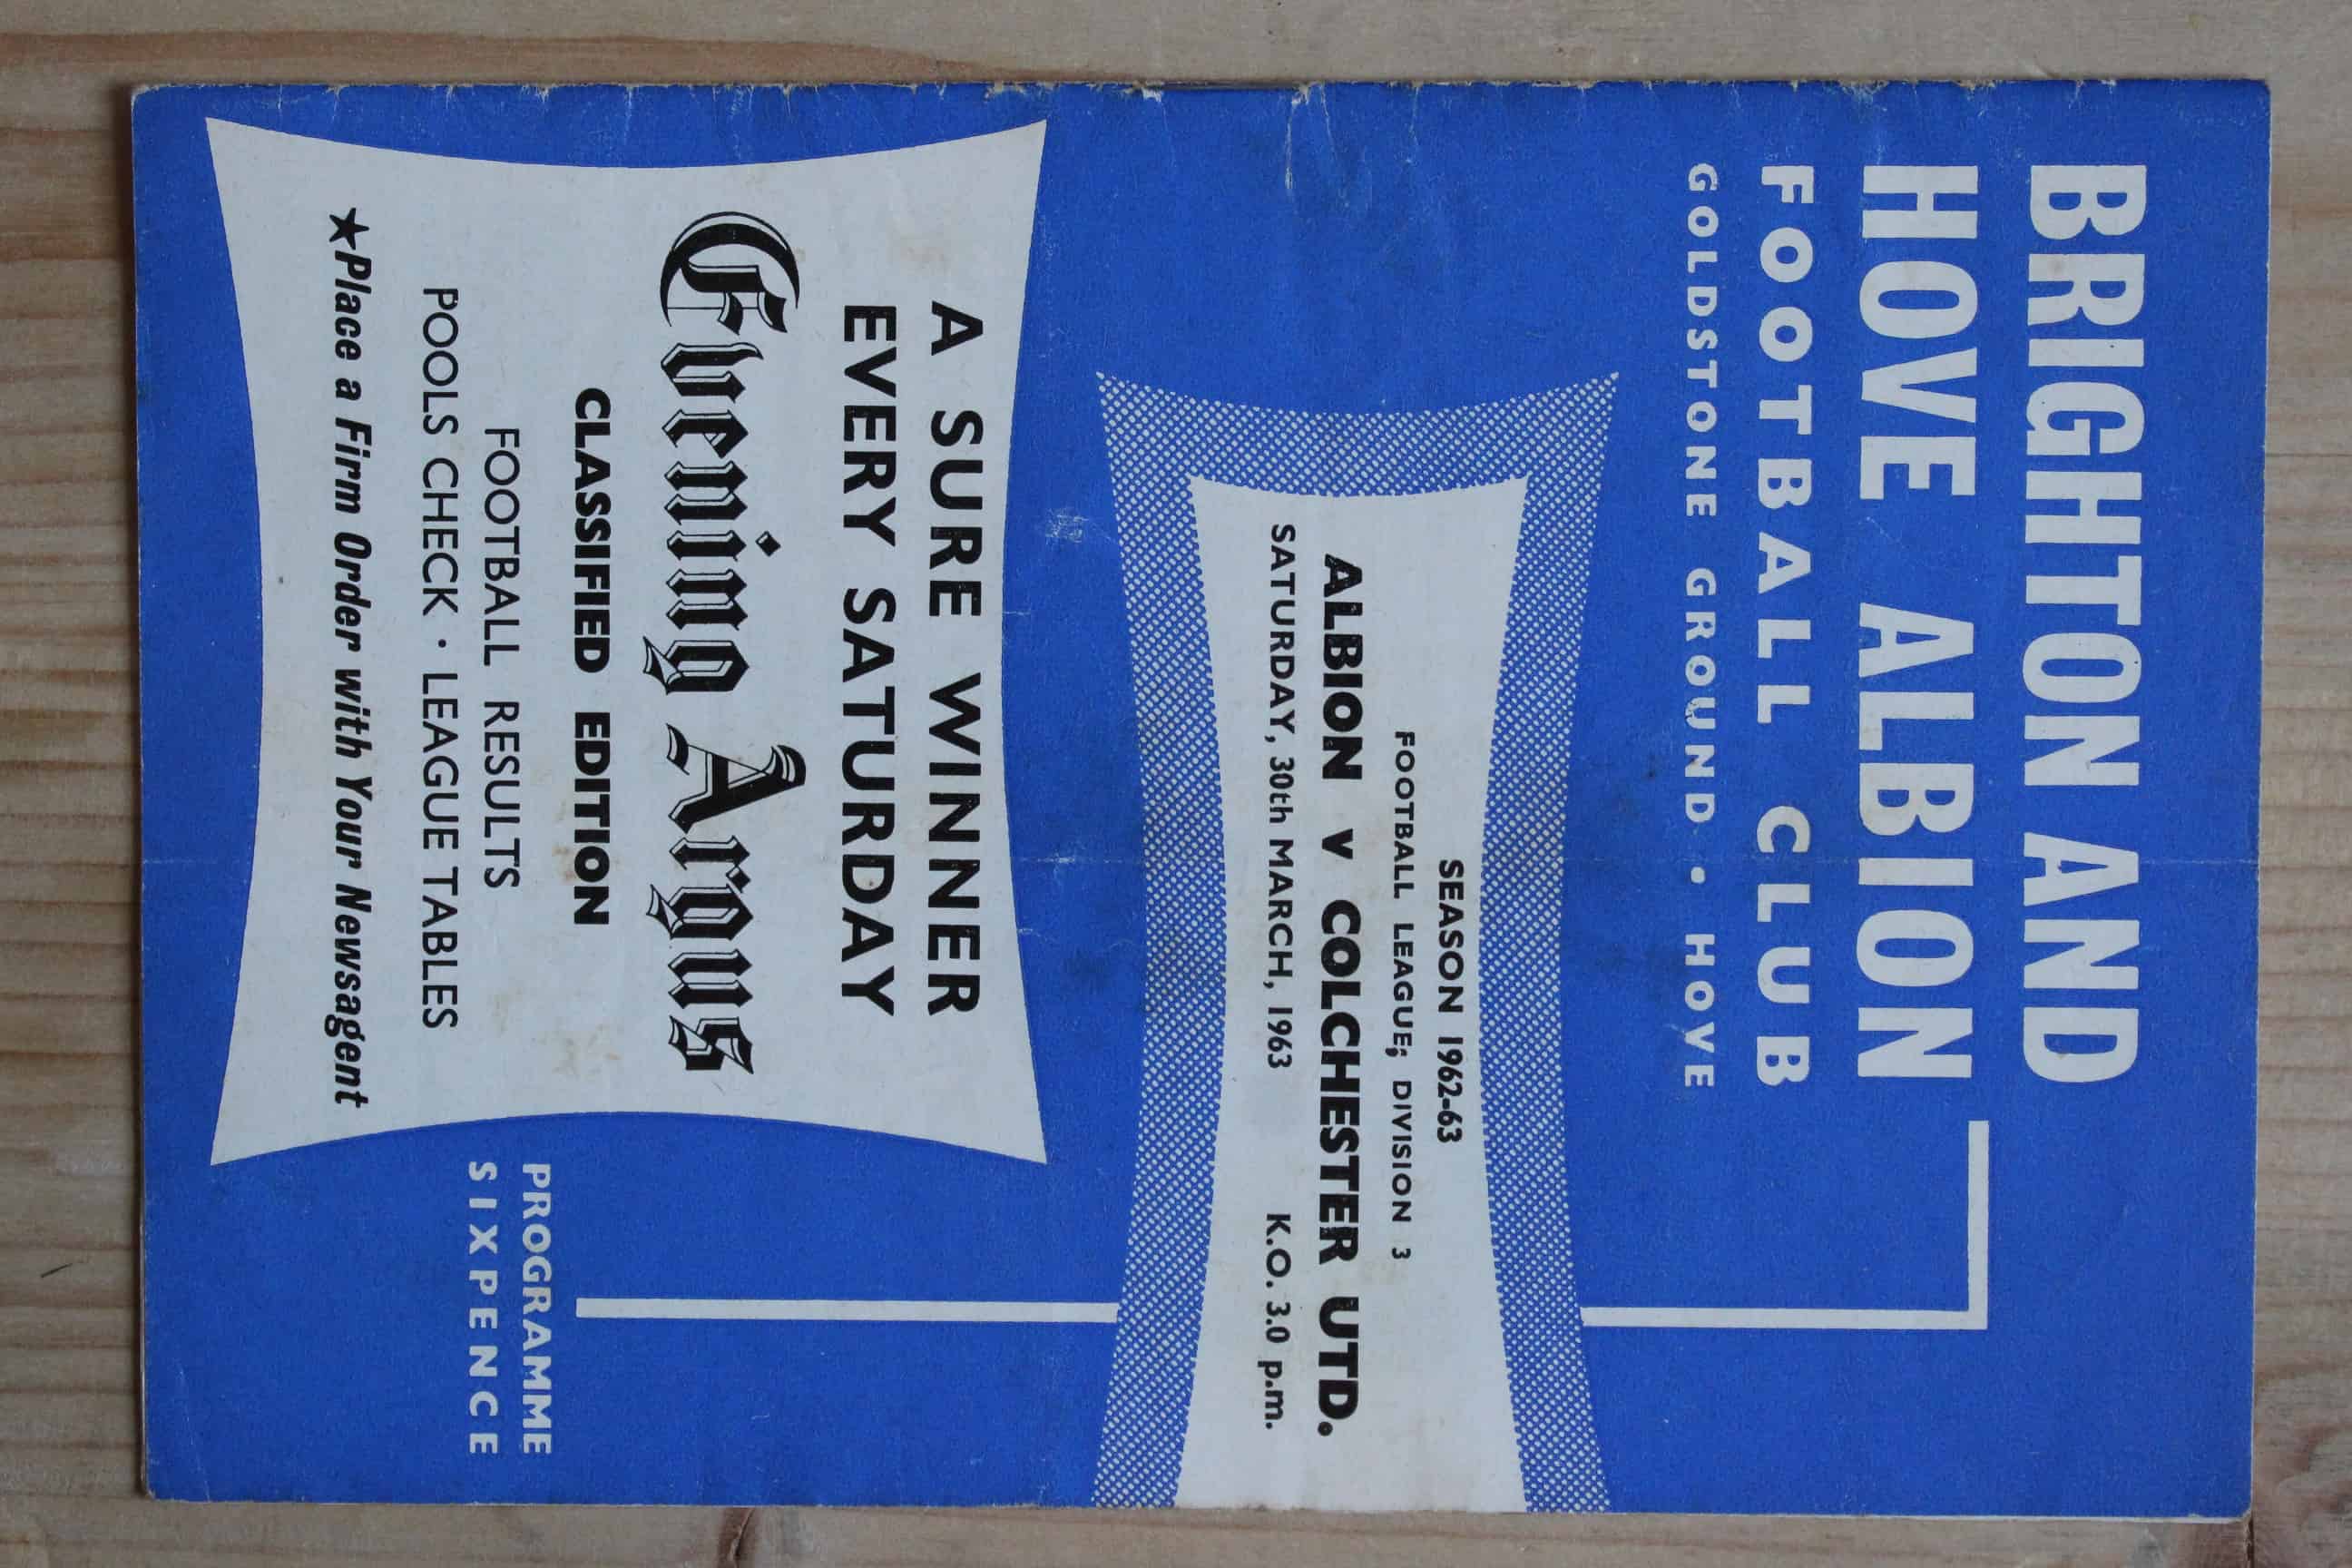 BRIGHTON AND
HOVE ALBION
FOOTBALL CLUB
GOLDSTONE GROUND • HOVE
SEASON 1962-63
FOOTBALL LEAGUE; DIVISION 3
ALBION v COLCHESTER UTD.
SATURDAY, 30th MARCH, 1963 K.O. 3.0 p.m.
A SURE WINNER
EVERY SATURDAY
Evening Argus
CLASSIFIED EDITION
FOOTBALL RESULTS
POOLS CHECK · LEAGUE TABLES
★Place a Firm Order with Your Newsagent
PROGRAMME
SIXPENCE